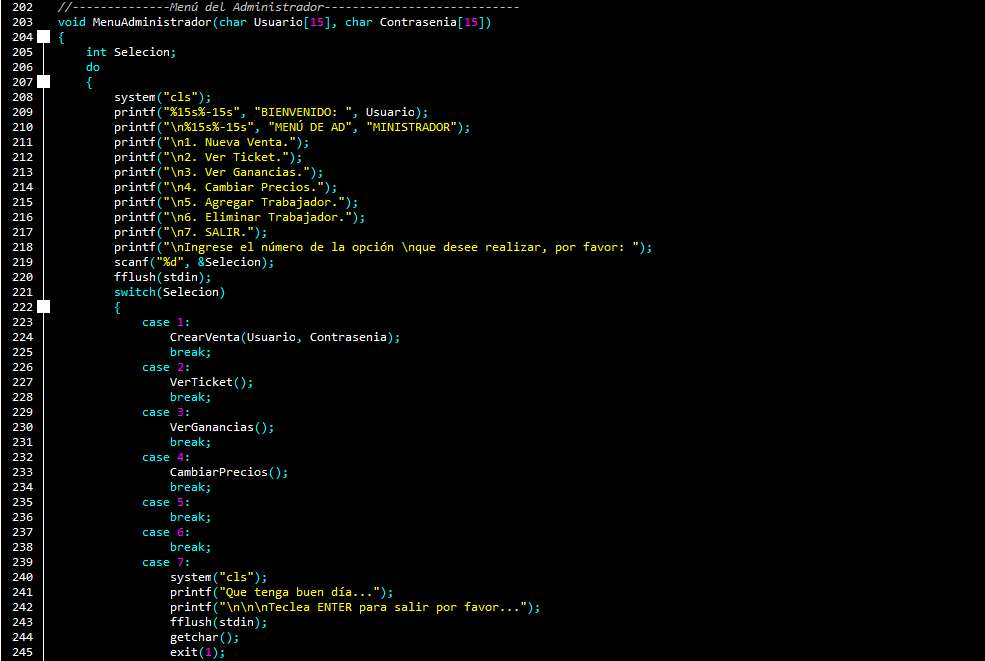 202 //--------------Menú del Administrador----------------------------
203 void MenuAdministrador(char Usuario[15], char Contrasenia[15])
204 {
205 int Selecion;
206 do
207 {
208 system("cls");
209 printf("%15s%-15s", "BIENVENIDO: ", Usuario);
210 printf("\n%15s%-15s", "MENÚ DE AD", "MINISTRADOR");
211 printf("\n1. Nueva Venta.");
212 printf("\n2. Ver Ticket.");
213 printf("\n3. Ver Ganancias.");
214 printf("\n4. Cambiar Precios.");
215 printf("\n5. Agregar Trabajador.");
216 printf("\n6. Eliminar Trabajador.");
217 printf("\n7. SALIR.");
218 printf("\nIngrese el número de la opción \nque desee realizar, por favor: ");
219 scanf("%d", &Selecion);
220 fflush(stdin);
221 switch(Selecion)
222 {
223 case 1:
224 CrearVenta(Usuario, Contrasenia);
225 break;
226 case 2:
227 VerTicket();
228 break;
229 case 3:
230 VerGanancias();
231 break;
232 case 4:
233 CambiarPrecios();
234 break;
235 case 5:
236 break;
237 case 6:
238 break;
239 case 7:
240 system("cls");
241 printf("Que tenga buen día...");
242 printf("\n\n\nTeclea ENTER para salir por favor...");
243 fflush(stdin);
244 getchar();
245 exit(1);